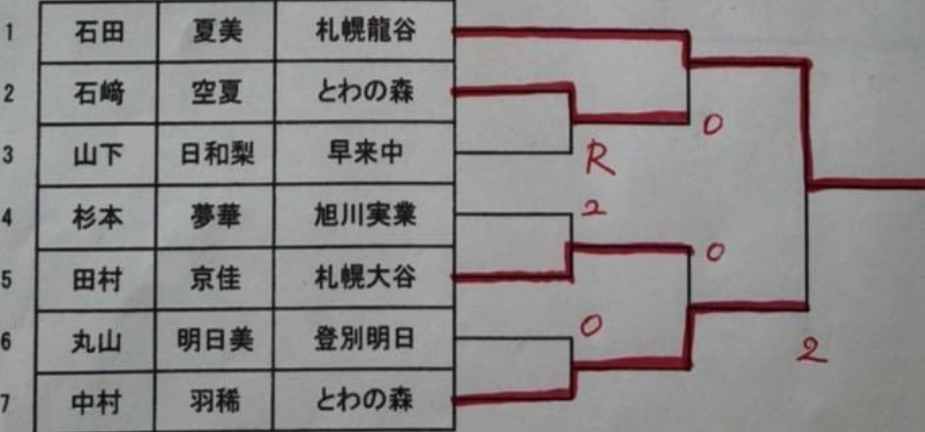 1 石田 夏美 札幌龍谷
2 石﨑 空夏 とわの森
0
3 山下 日和梨 早来中
R
4 杉本 夢華 旭川実業
2
0
5 田村 京佳 札幌大谷
6 丸山 明日美 登別明日
0
2
7 中村 羽稀 とわの森